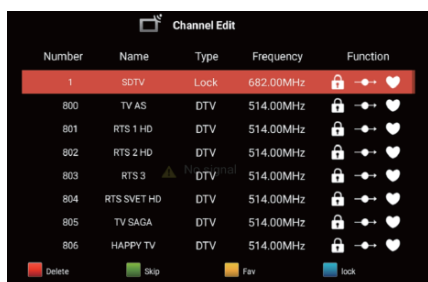 Channel Edit
Number Name Type Frequency Function
1 SDTV Lock 682.00MHz
800 TV AS DTV 514.00MHz
801 RTS 1 HD DTV 514.00MHz
802 RTS 2 HD DTV 514.00MHz
No signal
803 RTS 3 DTV 514.00MHz
804 RTS SVET HD DTV 514.00MHz
805 TV SAGA DTV 514.00MHz
806 HAPPY TV DTV 514.00MHz
Delete Skip Fav lock